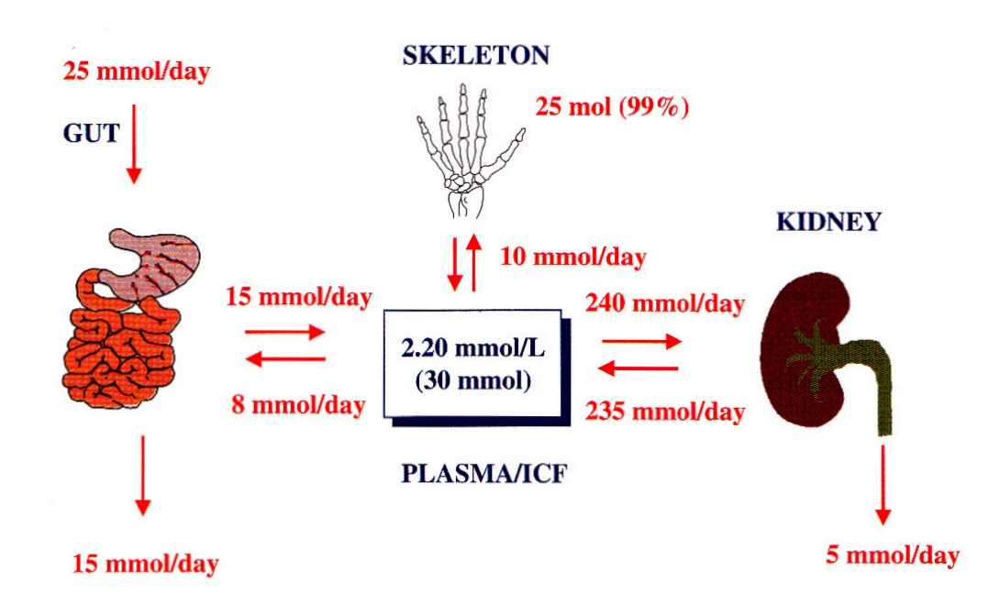 SKELETON
25 mmol/day
25 mol (99%)
GUT
KIDNEY
10 mmol/day
15 mmol/day
240 mmol/day
2.20 mmol/L
(30 mmol)
8 mmol/day
235 mmol/day
PLASMA/ICF
15 mmol/day
5 mmol/day